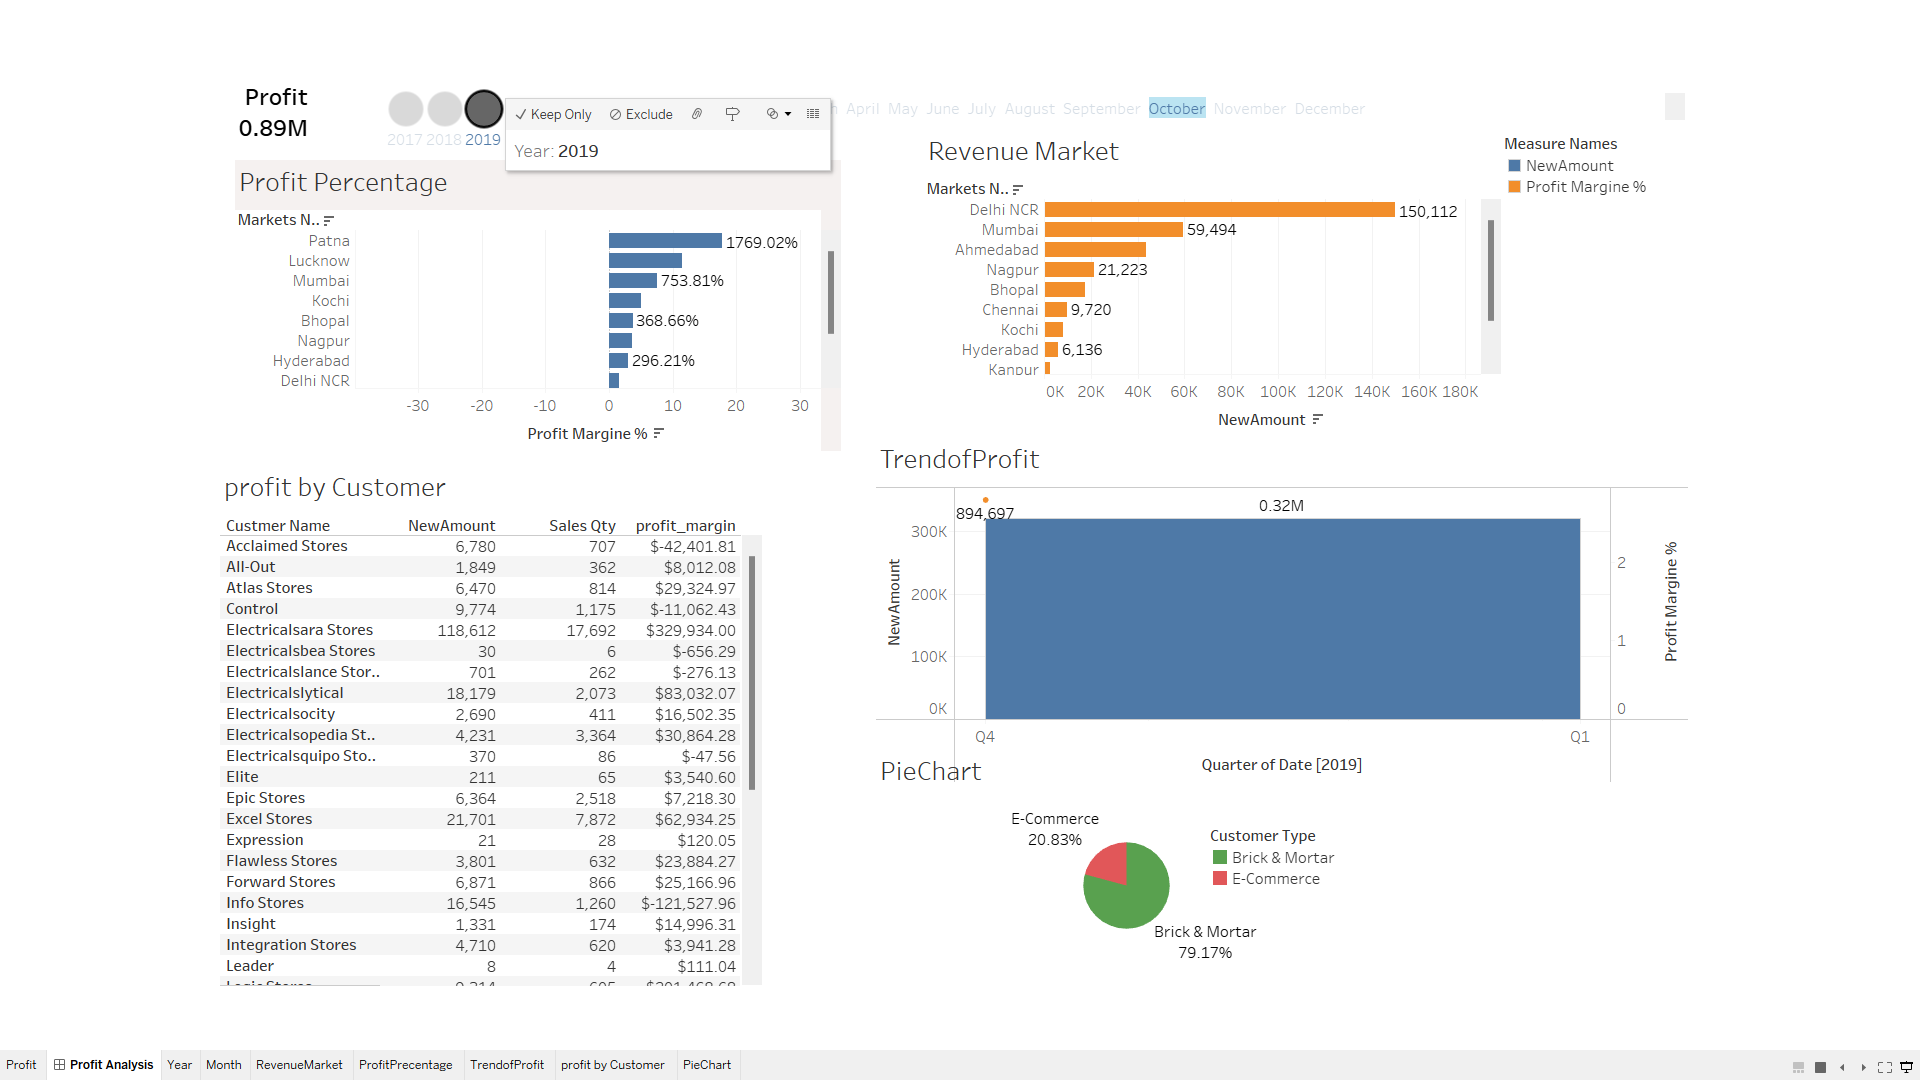 Profit
0.89M
2017 2018 2019
Keep Only Exclude
Year: 2019
April May June July August September October November December
Profit Percentage
Markets N..
Patna 1769.02%
Lucknow
Mumbai 753.81%
Kochi
Bhopal 368.66%
Nagpur
Hyderabad 296.21%
Delhi NCR
-30 -20 -10 0 10 20 30
Profit Margine %
Revenue Market
Markets N..
Delhi NCR 150,112
Mumbai 59,494
Ahmedabad
Nagpur 21,223
Bhopal
Chennai 9,720
Kochi
Hyderabad 6,136
Kanpur
0K 20K 40K 60K 80K 100K 120K 140K 160K 180K
NewAmount
Measure Names
NewAmount
Profit Margine %
profit by Customer
Custmer Name NewAmount Sales Qty profit_margin
Acclaimed Stores 6,780 707 $-42,401.81
All-Out 1,849 362 $8,012.08
Atlas Stores 6,470 814 $29,324.97
Control 9,774 1,175 $-11,062.43
Electricalsara Stores 118,612 17,692 $329,934.00
Electricalsbea Stores 30 6 $-656.29
Electricalslance Stor.. 701 262 $-276.13
Electricalslytical 18,179 2,073 $83,032.07
Electricalsocity 2,690 411 $16,502.35
Electricalsopedia St.. 4,231 3,364 $30,864.28
Electricalsquipo Sto.. 370 86 $-47.56
Elite 211 65 $3,540.60
Epic Stores 6,364 2,518 $7,218.30
Excel Stores 21,701 7,872 $62,934.25
Expression 21 28 $120.05
Flawless Stores 3,801 632 $23,884.27
Forward Stores 6,871 866 $25,166.96
Info Stores 16,545 1,260 $-121,527.96
Insight 1,331 174 $14,996.31
Integration Stores 4,710 620 $3,941.28
Leader 8 4 $111.04
TrendofProfit
894,697
0.32M
NewAmount
300K
200K
100K
0K
2
1
0
Profit Margine %
Q4 Q1
Quarter of Date [2019]
PieChart
E-Commerce
20.83%
Brick & Mortar
79.17%
Customer Type
Brick & Mortar
E-Commerce
Profit Profit Analysis Year Month RevenueMarket ProfitPrecentage TrendofProfit profit by Customer PieChart